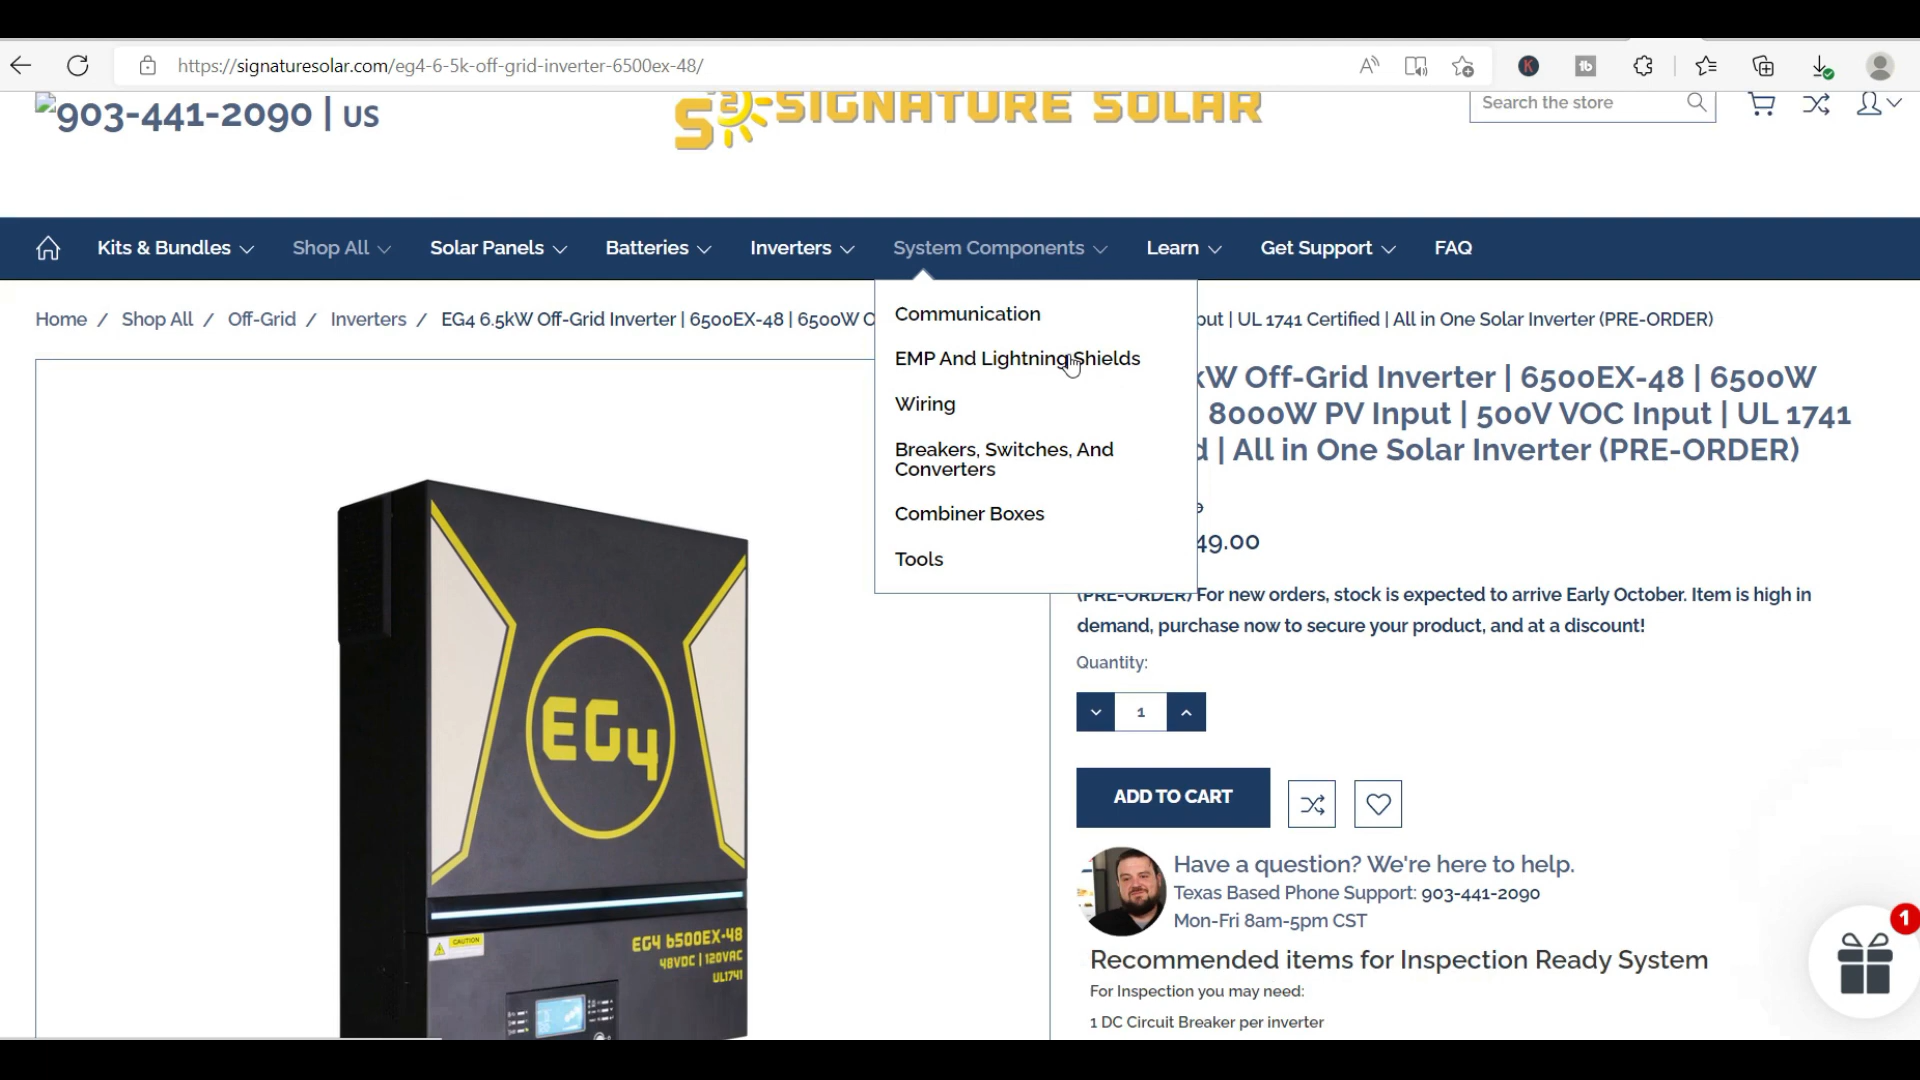 https://signaturesolar.com/eg4-6-5k-off-grid-inverter-6500ex-48/
903-441-2090 | US
SIGNATURE SOLAR
Search the store
Kits & Bundles
Shop All
Solar Panels
Batteries
Inverters
System Components
Learn
Get Support
FAQ
Communication
EMP And Lightning Shields
Wiring
Breakers, Switches, And
Converters
Combiner Boxes
Tools
Home / Shop All / Off-Grid / Inverters / EG4 6.5kW Off-Grid Inverter | 6500EX-48 | 6500W O
put | UL 1741 Certified | All in One Solar Inverter (PRE-ORDER)
kW Off-Grid Inverter | 6500EX-48 | 6500W
8000W PV Input | 500V VOC Input | UL 1741
d | All in One Solar Inverter (PRE-ORDER)
49.00
(PRE-ORDER) For new orders, stock is expected to arrive Early October. Item is high in
demand, purchase now to secure your product, and at a discount!
Quantity:
1
ADD TO CART
Have a question? We're here to help.
Texas Based Phone Support: 903-441-2090
Mon-Fri 8am-5pm CST
Recommended items for Inspection Ready System
For Inspection you may need:
1 DC Circuit Breaker per inverter
1
EG4
CAUTION
EG4 6500EX-48
48VDC | 120VAC
UL1741